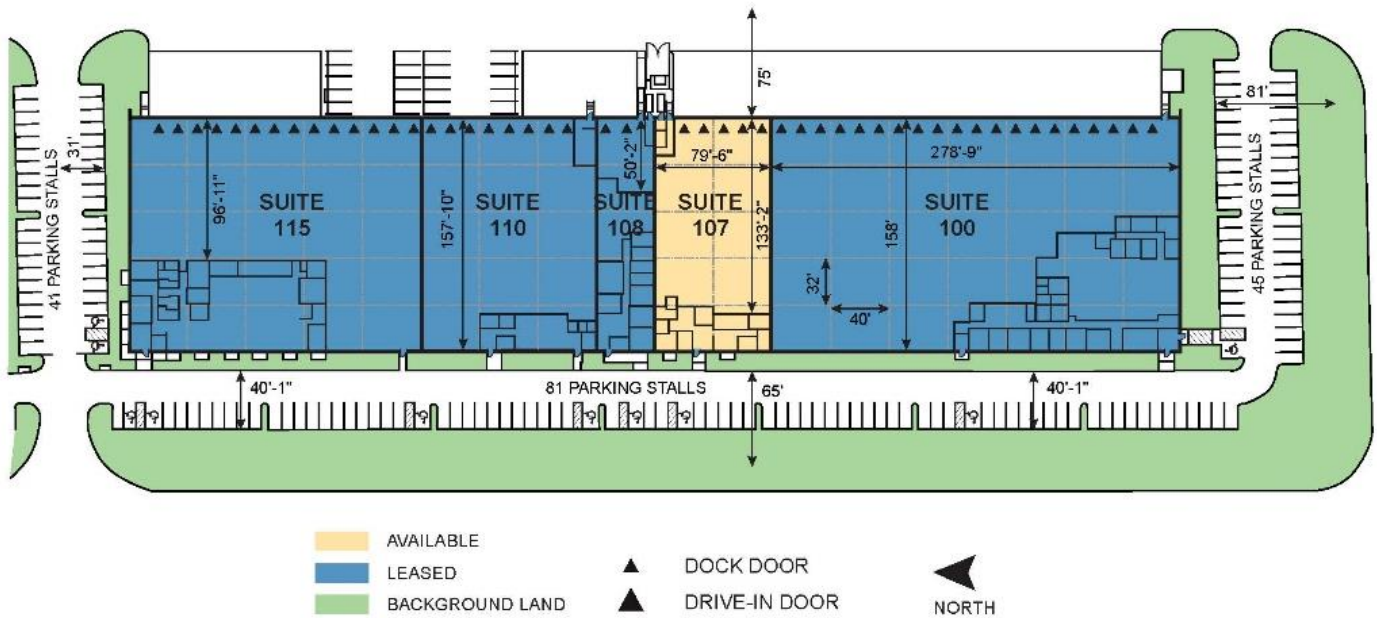 75'
81'
31'
41 PARKING STALLS
96'-11"
SUITE
115
157'-10"
SUITE
110
50'-2"
SUITE
108
79'-6"
SUITE
107
133'-2"
278'-9"
SUITE
100
158'
32'
40'
45 PARKING STALLS
40'-1"
81 PARKING STALLS
65'
40'-1"
AVAILABLE
LEASED
BACKGROUND LAND
DOCK DOOR
DRIVE-IN DOOR
NORTH